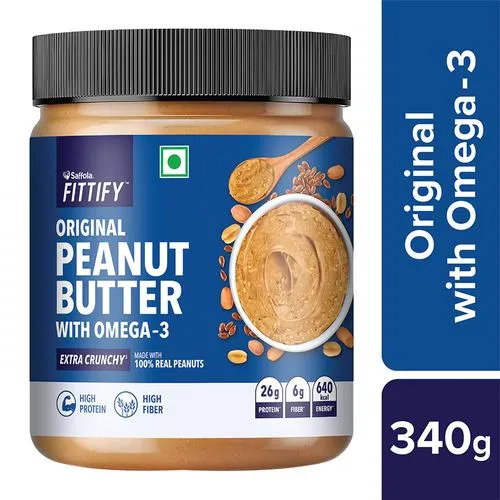 Saffola.
FITTIFY™
ORIGINAL
PEANUT
BUTTER
WITH OMEGA-3
EXTRA CRUNCHY
MADE WITH
100% REAL PEANUTS
HIGH
PROTEIN
HIGH
FIBER
26g
PROTEIN*
6g
FIBER*
640
kcal
ENERGY*
Original
with Omega-3
340g